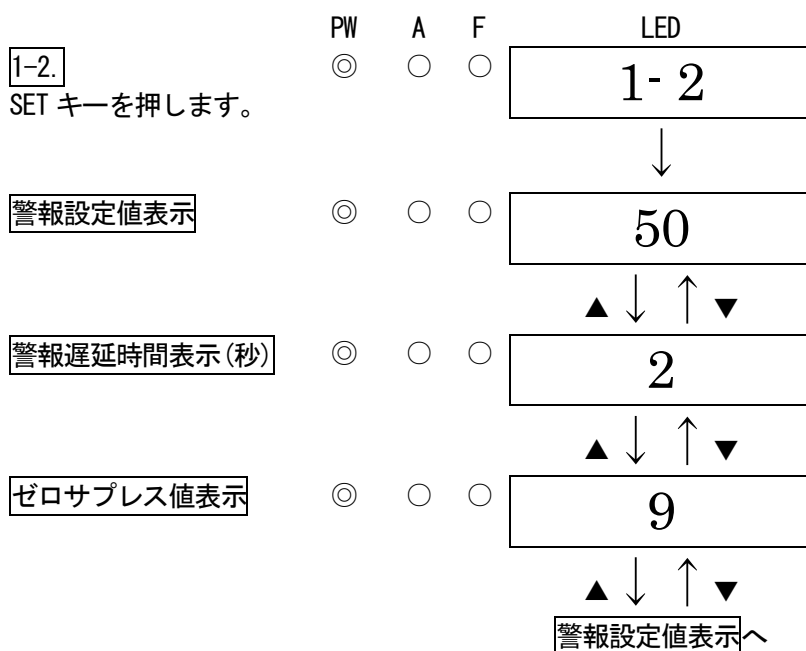 PW A F LED
1-2. ◎ ○ ○ 1- 2
SET キーを押します。
↓
警報設定値表示 ◎ ○ ○ 50
▲ ↓ ↑ ▼
警報遅延時間表示(秒) ◎ ○ ○ 2
▲ ↓ ↑ ▼
ゼロサプレス値表示 ◎ ○ ○ 9
▲ ↓ ↑ ▼
警報設定値表示へ